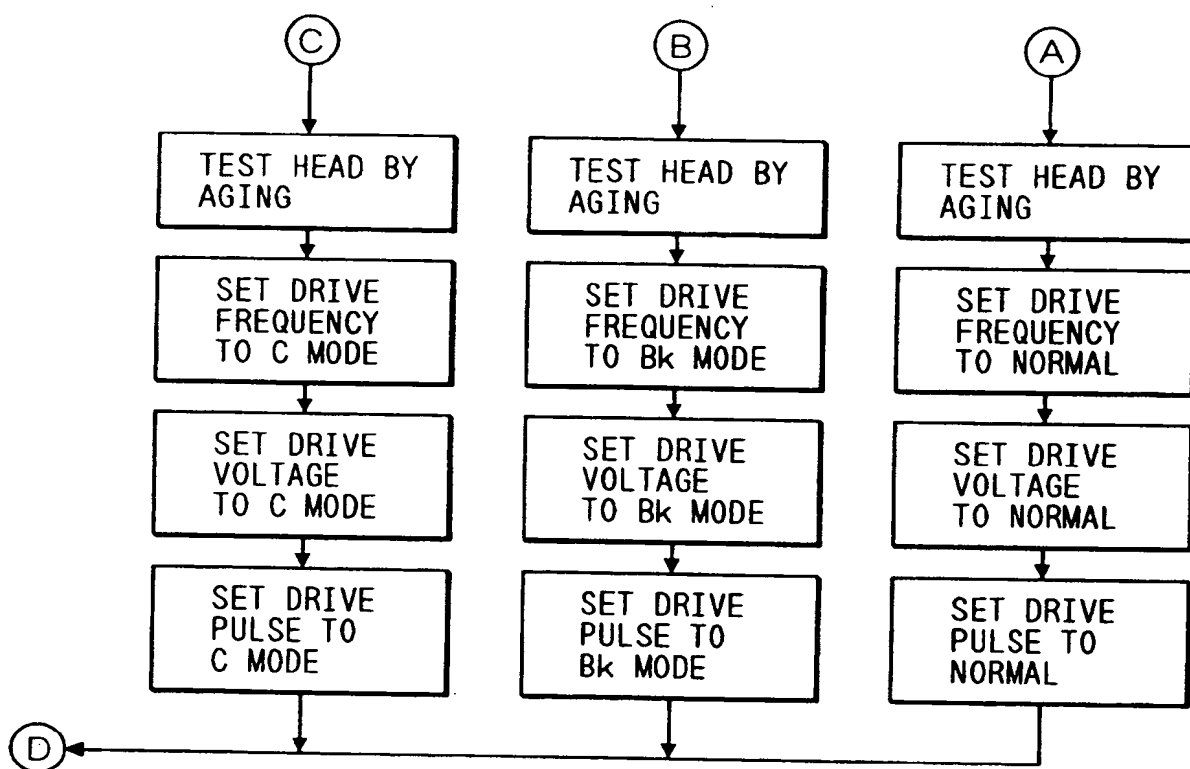 C
B
A
TEST HEAD BY
AGING
TEST HEAD BY
AGING
TEST HEAD BY
AGING
SET DRIVE
FREQUENCY
TO C MODE
SET DRIVE
FREQUENCY
TO Bk MODE
SET DRIVE
FREQUENCY
TO NORMAL
SET DRIVE
VOLTAGE
TO C MODE
SET DRIVE
VOLTAGE
TO Bk MODE
SET DRIVE
VOLTAGE
TO NORMAL
SET DRIVE
PULSE TO
C MODE
SET DRIVE
PULSE TO
Bk MODE
SET DRIVE
PULSE TO
NORMAL
D